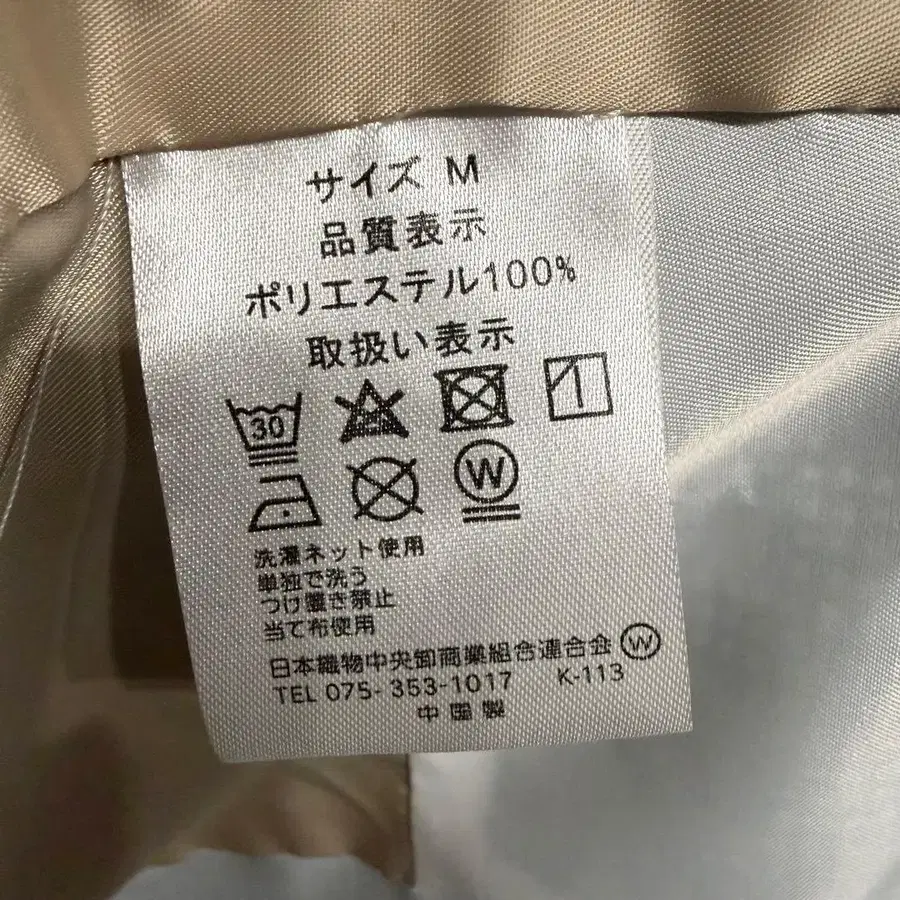 サイズ M
品質表示
ポリエステル100%
取扱い表示
30
W
洗濯ネット使用
単独で洗う
つけ置き禁止
当て布使用
日本織物中央卸商業組合連合会 W
TEL 075-353-1017 K-113
中国製